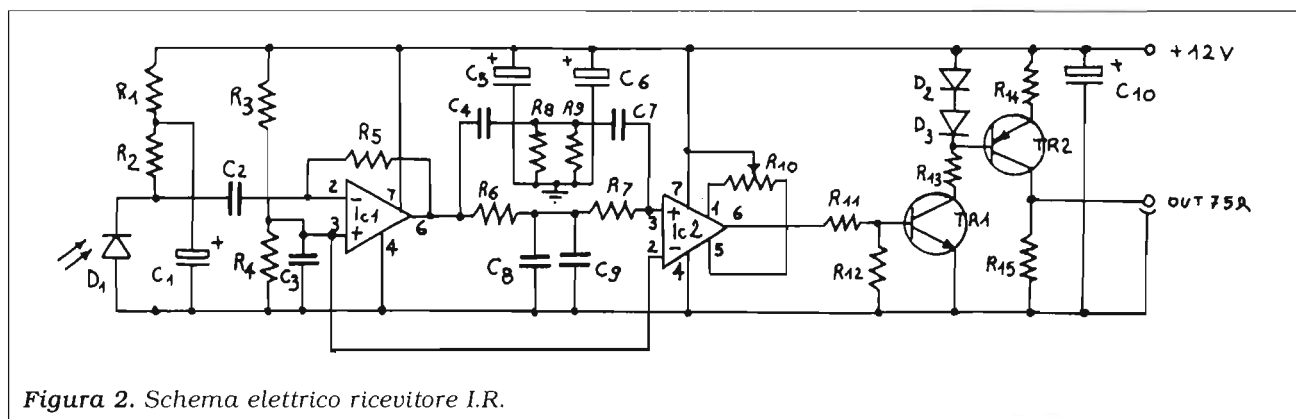 +12V
R1
R2
R3
R4
R5
C1
C2
C3
D1
2
-
7
Ic1
3
+
4
6
C4
C5
+
C6
+
C7
R8
R9
R6
R7
C8
C9
7
3
+
Ic2
2
-
4
1
6
5
R10
R11
R12
D2
D3
R13
TR1
R14
TR2
R15
+
C10
OUT 75Ω
Figura 2. Schema elettrico ricevitore I.R.